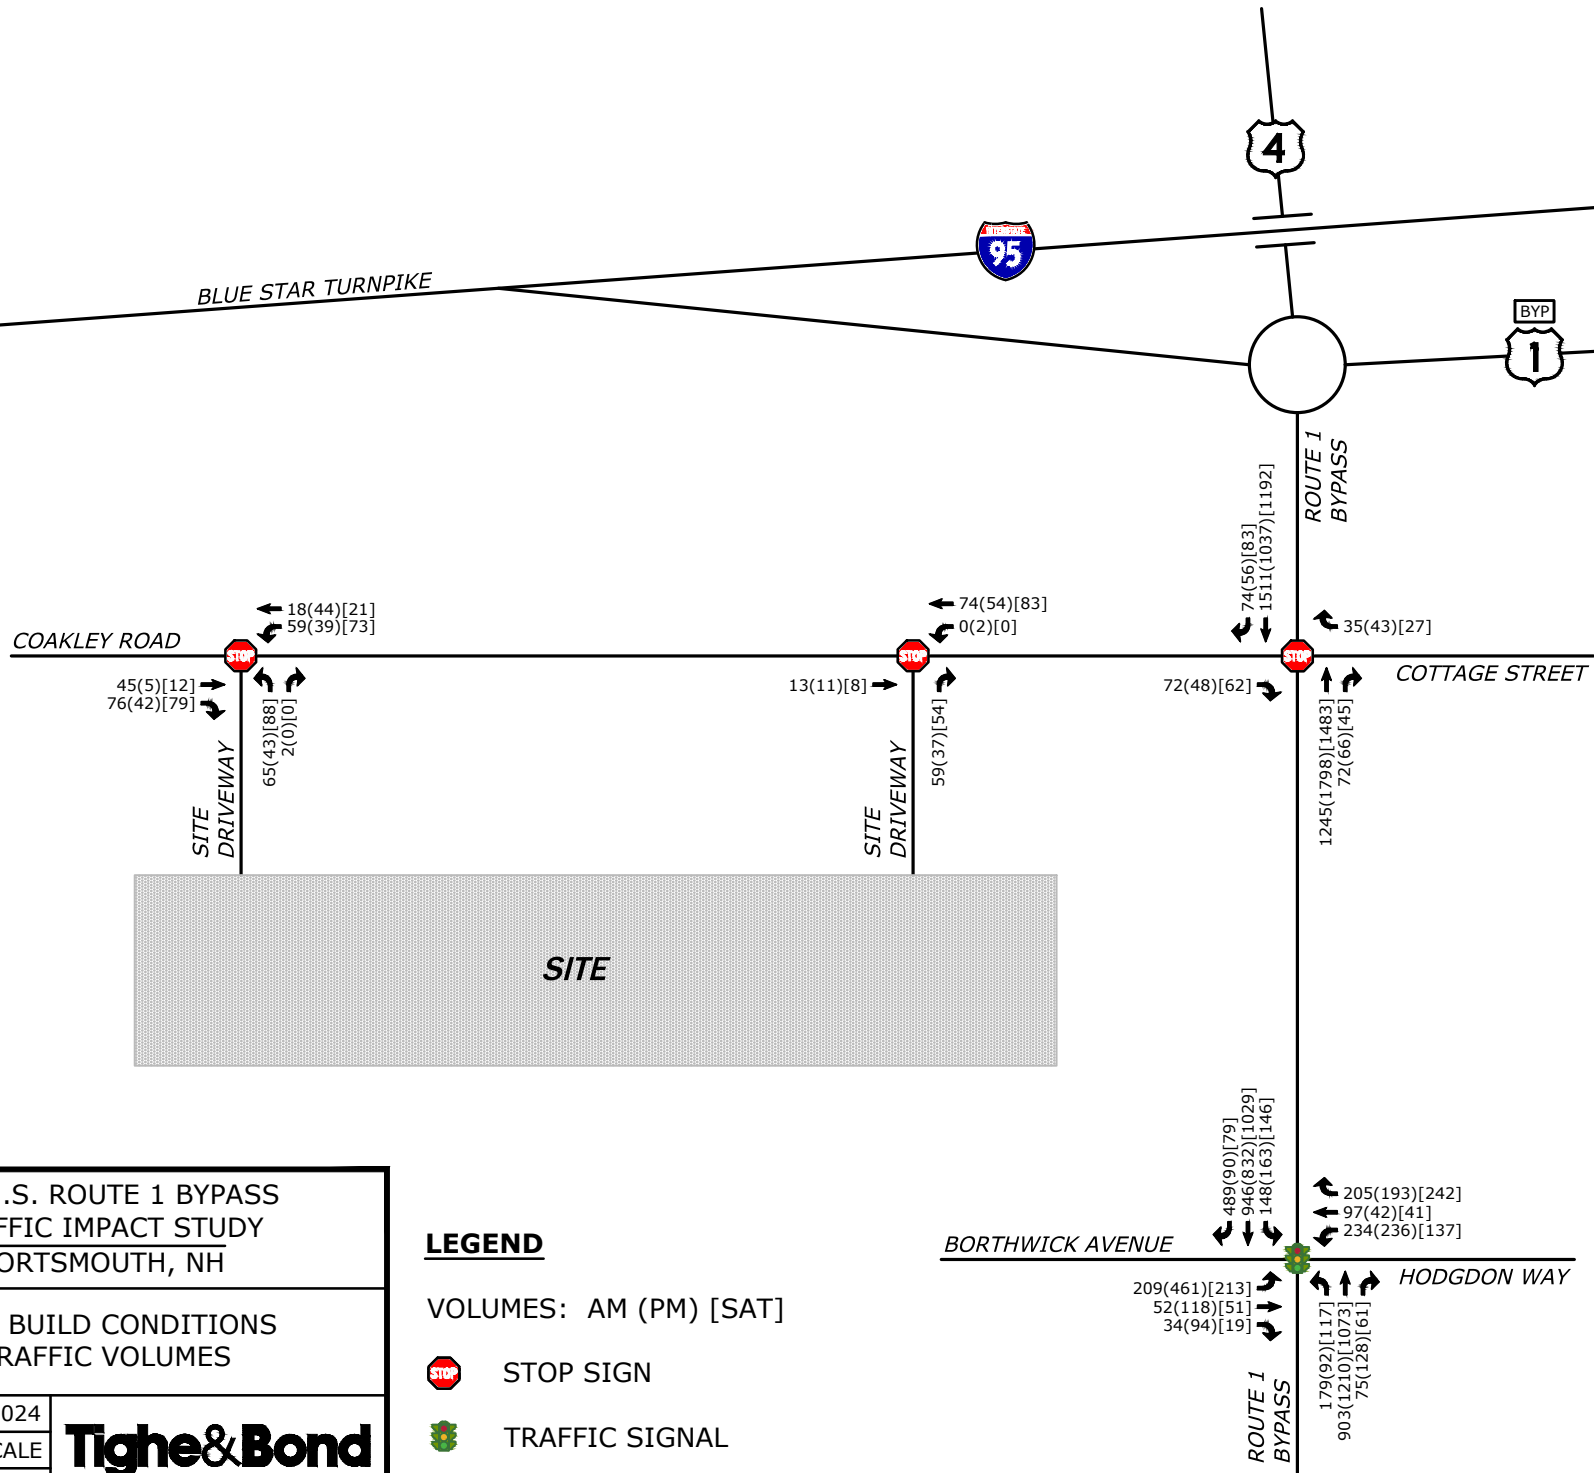 4
INTERSTATE
95
BLUE STAR TURNPIKE
BYP
1
ROUTE 1
BYPASS
74(56)[83]
1511(1037)[1192]
18(44)[21]
59(39)[73]
74(54)[83]
0(2)[0]
35(43)[27]
COAKLEY ROAD
STOP
STOP
STOP
COTTAGE STREET
45(5)[12]
76(42)[79]
65(43)[88]
2(0)[0]
13(11)[8]
59(37)[54]
72(48)[62]
1245(1798)[1483]
72(66)[45]
SITE
DRIVEWAY
SITE
DRIVEWAY
SITE
489(90)[79]
946(832)[1029]
148(163)[146]
205(193)[242]
97(42)[41]
234(236)[137]
BORTHWICK AVENUE
HODGDON WAY
209(461)[213]
52(118)[51]
34(94)[19]
179(92)[117]
903(1210)[1073]
75(128)[61]
ROUTE 1
BYPASS
.S. ROUTE 1 BYPASS
FFIC IMPACT STUDY
ORTSMOUTH, NH
BUILD CONDITIONS
RAFFIC VOLUMES
024
CALE
Tighe&Bond
LEGEND
VOLUMES: AM (PM) [SAT]
STOP
STOP SIGN
TRAFFIC SIGNAL